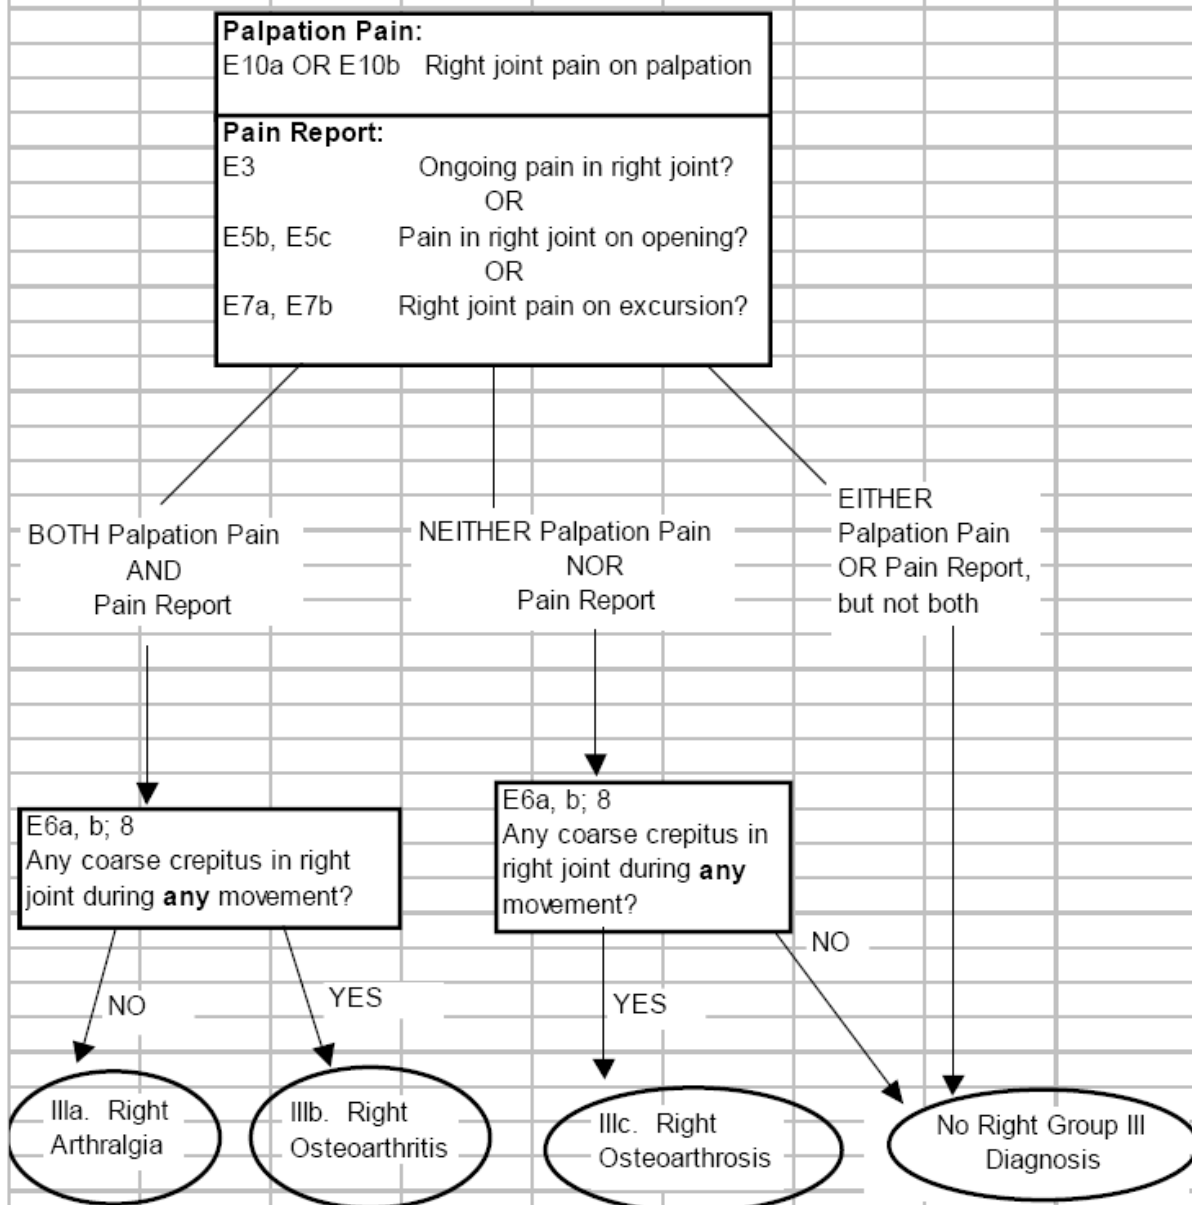 Palpation Pain:
E10a OR E10b Right joint pain on palpation
Pain Report:
E3 Ongoing pain in right joint?
OR
E5b, E5c Pain in right joint on opening?
OR
E7a, E7b Right joint pain on excursion?
BOTH Palpation Pain
AND
Pain Report
NEITHER Palpation Pain
NOR
Pain Report
EITHER
Palpation Pain
OR Pain Report,
but not both
E6a, b; 8
Any coarse crepitus in right
joint during any movement?
E6a, b; 8
Any coarse crepitus in
right joint during any
movement?
NO
YES
YES
NO
IIIa. Right
Arthralgia
IIIb. Right
Osteoarthritis
IIIc. Right
Osteoarthrosis
No Right Group III
Diagnosis